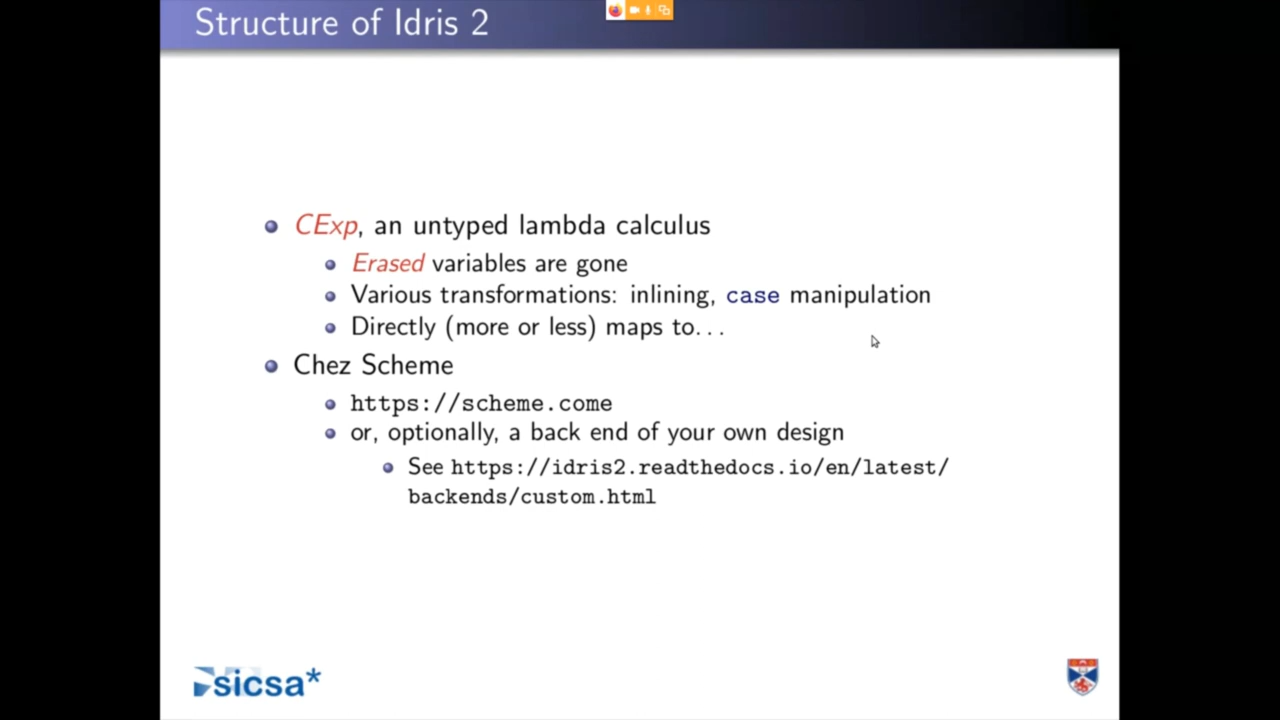 Structure of Idris 2
CExp, an untyped lambda calculus
Erased variables are gone
Various transformations: inlining, case manipulation
Directly (more or less) maps to...
Chez Scheme
https://scheme.come
or, optionally, a back end of your own design
See https://idris2.readthedocs.io/en/latest/
backends/custom.html
sicsa*